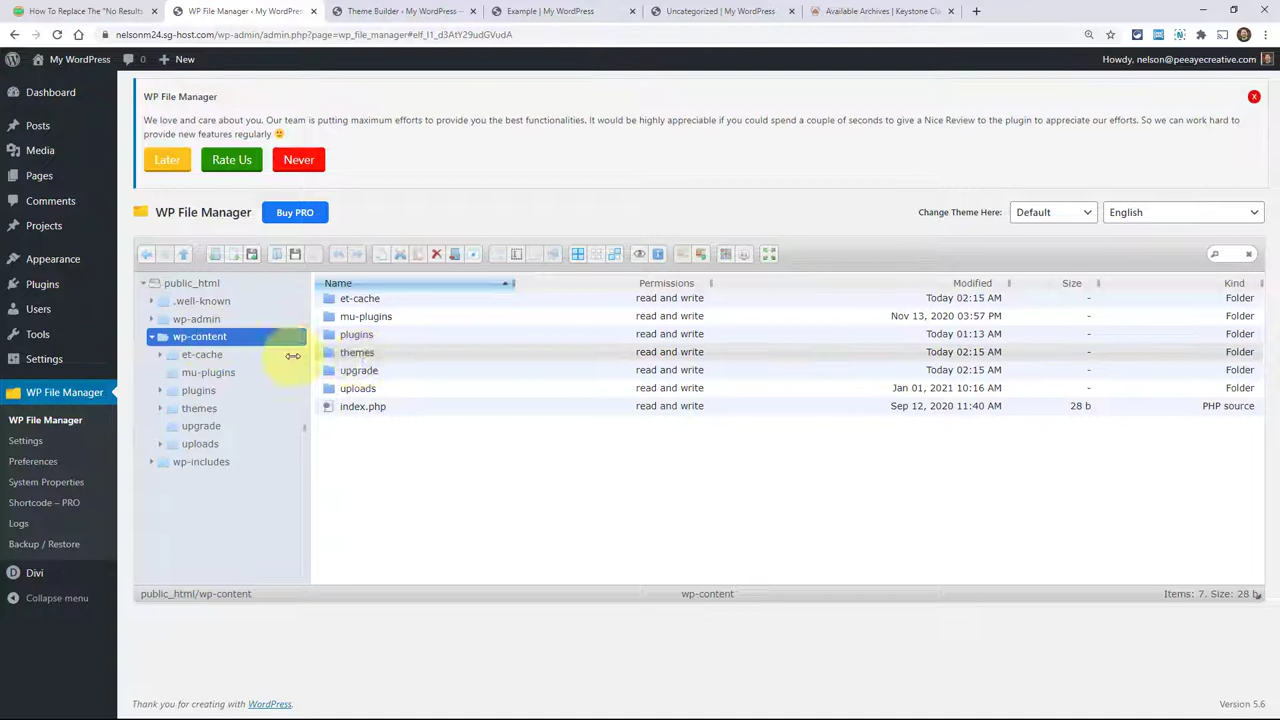 How To Replace The "No Results
WP File Manager ‹ My WordPress
Theme Builder ‹ My WordPress —
Example | My WordPress
Uncategorized | My WordPress
Available Archives | Keystone Cl
nelsonm24.sg-host.com/wp-admin/admin.php?page=wp_file_manager#elf_l1_d3AtY29udGVudA
My WordPress
0
New
Howdy, nelson@peeayecreative.com
Dashboard
Posts
Media
Pages
Comments
Projects
Appearance
Plugins
Users
Tools
Settings
WP File Manager
WP File Manager
Settings
Preferences
System Properties
Shortcode – PRO
Logs
Backup / Restore
Divi
Collapse menu
WP File Manager
We love and care about you. Our team is putting maximum efforts to provide you the best functionalities. It would be highly appreciable if you could spend a couple of seconds to give a Nice Review to the plugin to appreciate our efforts. So we can work hard to
provide new features regularly
Later
Rate Us
Never
WP File Manager
Buy PRO
Change Theme Here:
Default
English
public_html
.well-known
wp-admin
wp-content
et-cache
mu-plugins
plugins
themes
upgrade
uploads
wp-includes
Name Permissions Modified Size Kind
et-cache read and write Today 02:15 AM - Folder
mu-plugins read and write Nov 13, 2020 03:57 PM - Folder
plugins read and write Today 01:13 AM - Folder
themes read and write Today 02:15 AM - Folder
upgrade read and write Today 02:15 AM - Folder
uploads read and write Jan 01, 2021 10:16 AM - Folder
index.php read and write Sep 12, 2020 11:40 AM 28 b PHP source
public_html/wp-content
wp-content
Items: 7. Size: 28 b
Thank you for creating with WordPress.
Version 5.6